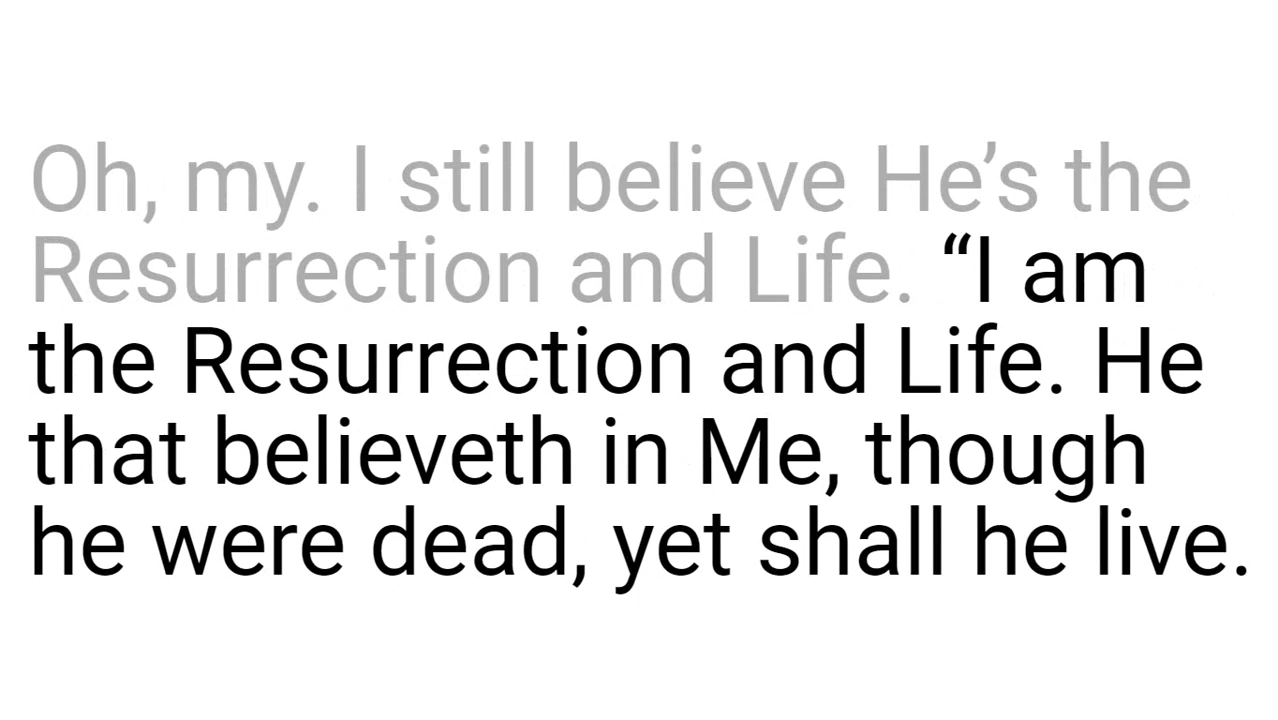 Oh, my. I still believe He’s the
Resurrection and Life. “I am
the Resurrection and Life. He
that believeth in Me, though
he were dead, yet shall he live.